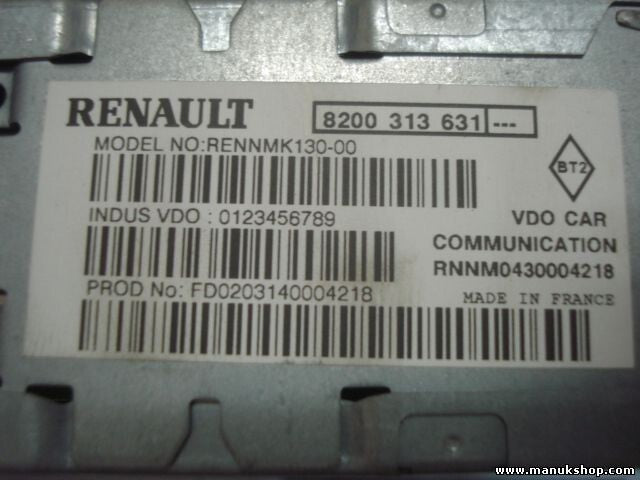 RENAULT 8200 313 631 ---
MODEL NO:RENNMK130-00
BT2
INDUS VDO : 0123456789
VDO CAR
COMMUNICATION
RNNM0430004218
PROD No: FD0203140004218
MADE IN FRANCE
www.manukshop.com